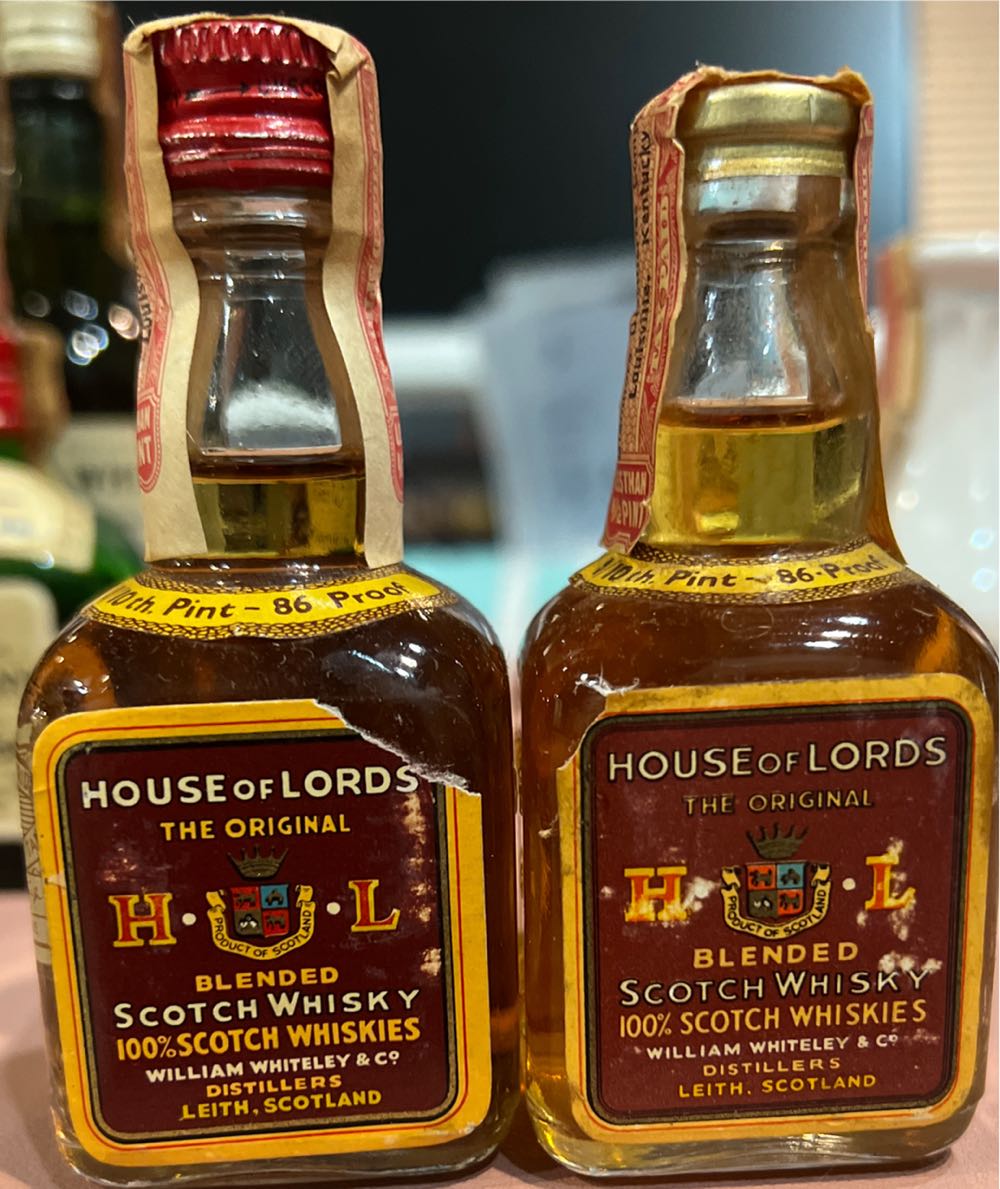 1/10th. Pint - 86 Proof
HOUSE OF LORDS
THE ORIGINAL
H · L
PRODUCT OF SCOTLAND
BLENDED
SCOTCH WHISKY
100% SCOTCH WHISKIES
WILLIAM WHITELEY & Cº
DISTILLERS
LEITH, SCOTLAND
Louisville, Kentucky
1/10th. Pint - 86 Proof
HOUSE OF LORDS
THE ORIGINAL
H · L
PRODUCT OF SCOTLAND
BLENDED
SCOTCH WHISKY
100% SCOTCH WHISKIES
WILLIAM WHITELEY & Cº
DISTILLERS
LEITH, SCOTLAND